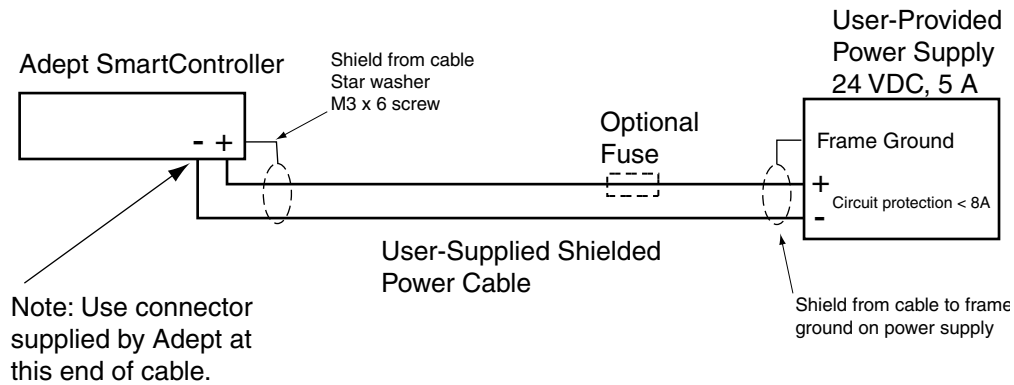 User-Provided
Power Supply
24 VDC, 5 A
Adept SmartController
Shield from cable
Star washer
M3 x 6 screw
- +
Optional
Fuse
Frame Ground
+
Circuit protection < 8A
-
User-Supplied Shielded
Power Cable
Note: Use connector
supplied by Adept at
this end of cable.
Shield from cable to frame
ground on power supply